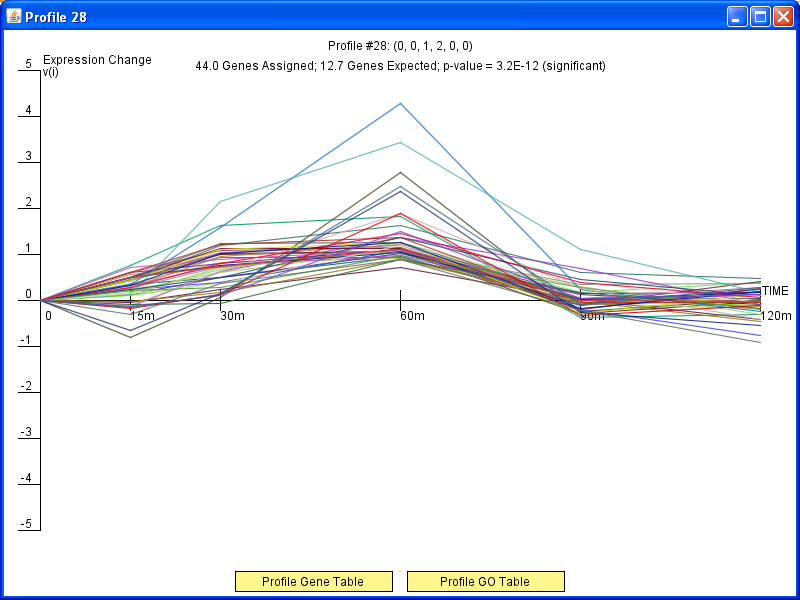 Profile 28
Profile #28: (0, 0, 1, 2, 0, 0)
Expression Change
v(i)
44.0 Genes Assigned; 12.7 Genes Expected; p-value = 3.2E-12 (significant)
5
4
3
2
1
0
-1
-2
-3
-4
-5
TIME
0 15m 30m 60m 90m 120m
Profile Gene Table Profile GO Table